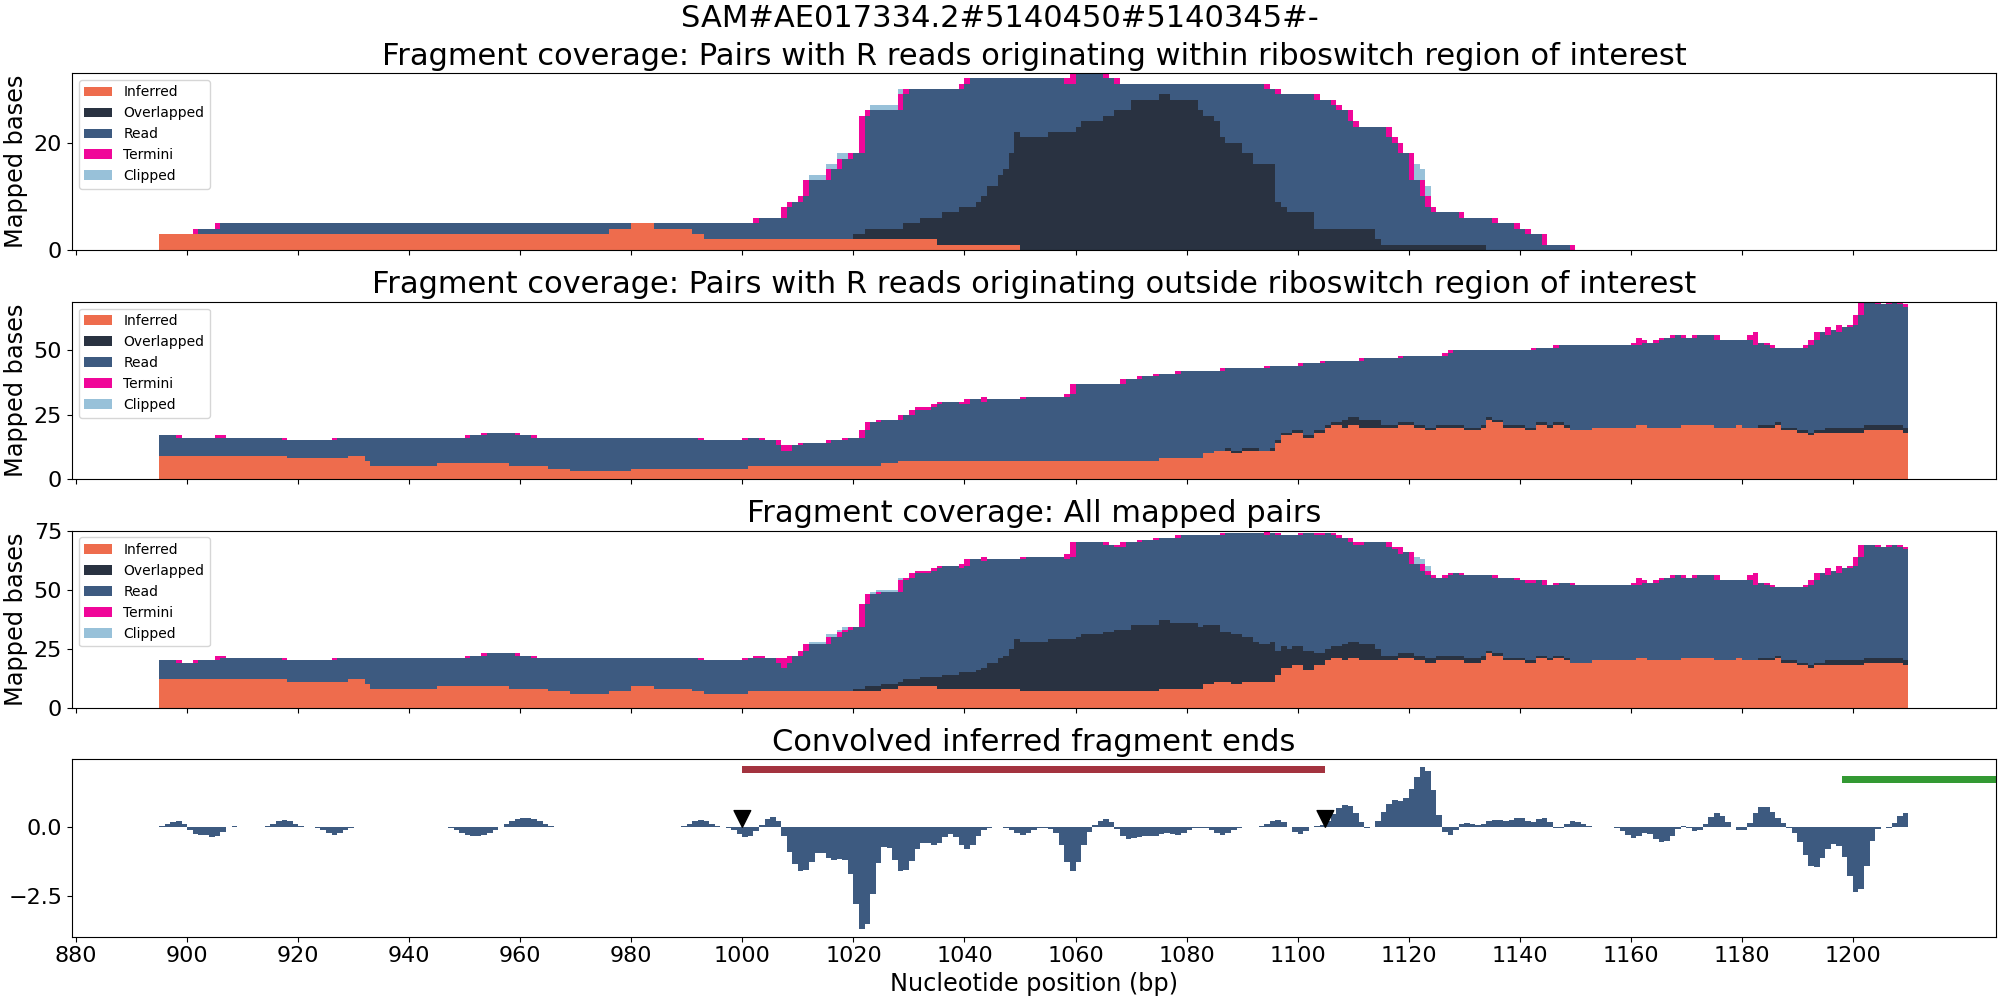 SAM#AE017334.2#5140450#5140345#-
Fragment coverage: Pairs with R reads originating within riboswitch region of interest
Mapped bases
20
0
Inferred
Overlapped
Read
Termini
Clipped
Fragment coverage: Pairs with R reads originating outside riboswitch region of interest
Mapped bases
50
25
0
Inferred
Overlapped
Read
Termini
Clipped
Fragment coverage: All mapped pairs
Mapped bases
75
50
25
0
Inferred
Overlapped
Read
Termini
Clipped
Convolved inferred fragment ends
0.0
−2.5
880 900 920 940 960 980 1000 1020 1040 1060 1080 1100 1120 1140 1160 1180 1200
Nucleotide position (bp)